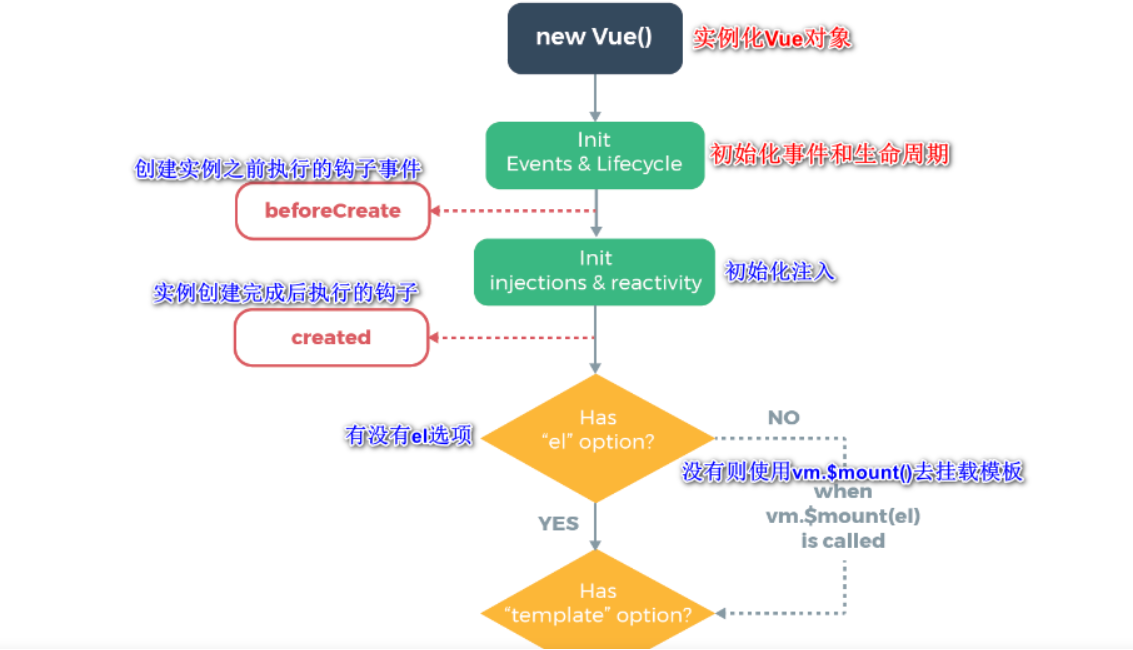 new Vue()
实例化Vue对象
Init
Events & Lifecycle
初始化事件和生命周期
创建实例之前执行的钩子事件
beforeCreate
Init
injections & reactivity
初始化注入
实例创建完成后执行的钩子
created
Has
“el” option?
有没有el选项
NO
没有则使用vm.$mount()去挂载模板
when
vm.$mount(el)
is called
YES
Has
“template” option?